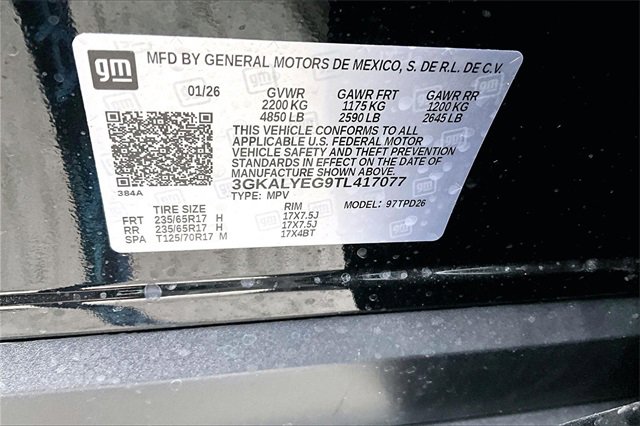 gm
MFD BY GENERAL MOTORS DE MEXICO, S. DE R.L. DE C.V.
01/26 GVWR GAWR FRT GAWR RR
2200 KG 1175 KG 1200 KG
4850 LB 2590 LB 2645 LB
THIS VEHICLE CONFORMS TO ALL
APPLICABLE U.S. FEDERAL MOTOR
VEHICLE SAFETY AND THEFT PREVENTION
STANDARDS IN EFFECT ON THE DATE OF
MANUFACTURE SHOWN ABOVE.
384A 3GKALYEG9TL417077
TYPE: MPV MODEL: 97TPD26
TIRE SIZE RIM
FRT 235/65R17 H 17X7.5J
RR 235/65R17 H 17X7.5J
SPA T125/70R17 M 17X4BT